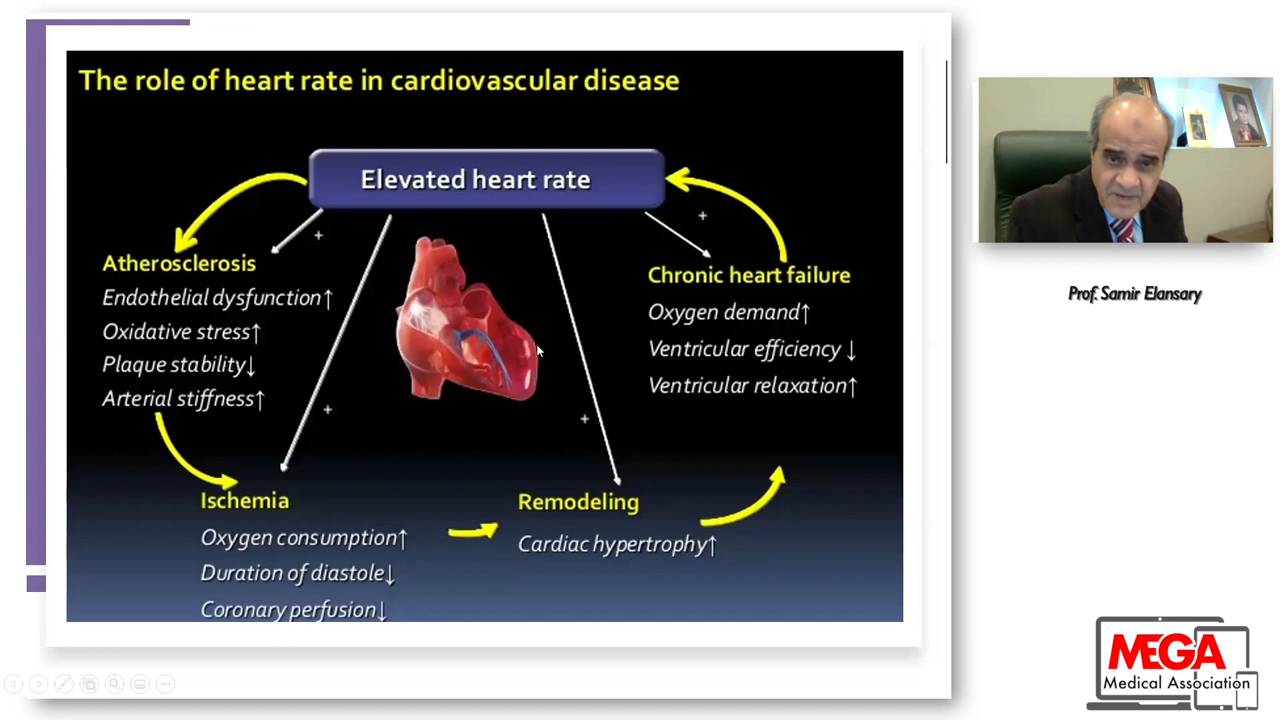 The role of heart rate in cardiovascular disease
Elevated heart rate
+
+
+
+
Atherosclerosis
Endothelial dysfunction↑
Oxidative stress↑
Plaque stability↓
Arterial stiffness↑
Chronic heart failure
Oxygen demand↑
Ventricular efficiency ↓
Ventricular relaxation↑
Ischemia
Oxygen consumption↑
Duration of diastole↓
Coronary perfusion↓
Remodeling
Cardiac hypertrophy↑
Prof. Samir Elansary
MEGA
Medical Association